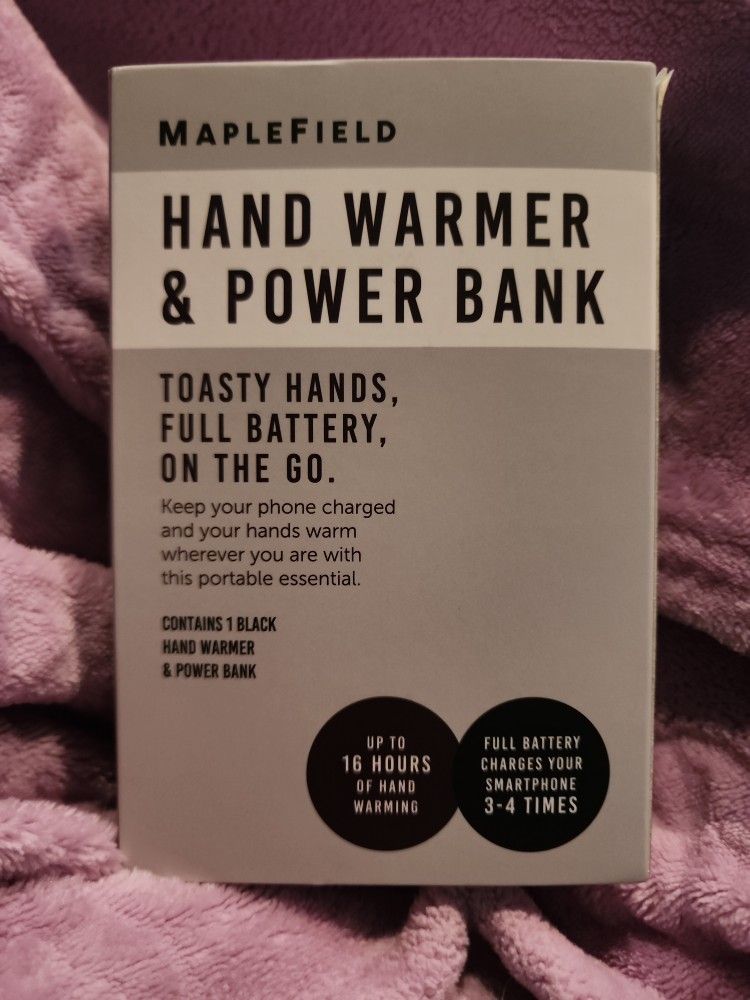 MAPLEFIELD
HAND WARMER
& POWER BANK
TOASTY HANDS,
FULL BATTERY,
ON THE GO.
Keep your phone charged
and your hands warm
wherever you are with
this portable essential.
CONTAINS 1 BLACK
HAND WARMER
& POWER BANK
UP TO
16 HOURS
OF HAND
WARMING
FULL BATTERY
CHARGES YOUR
SMARTPHONE
3-4 TIMES